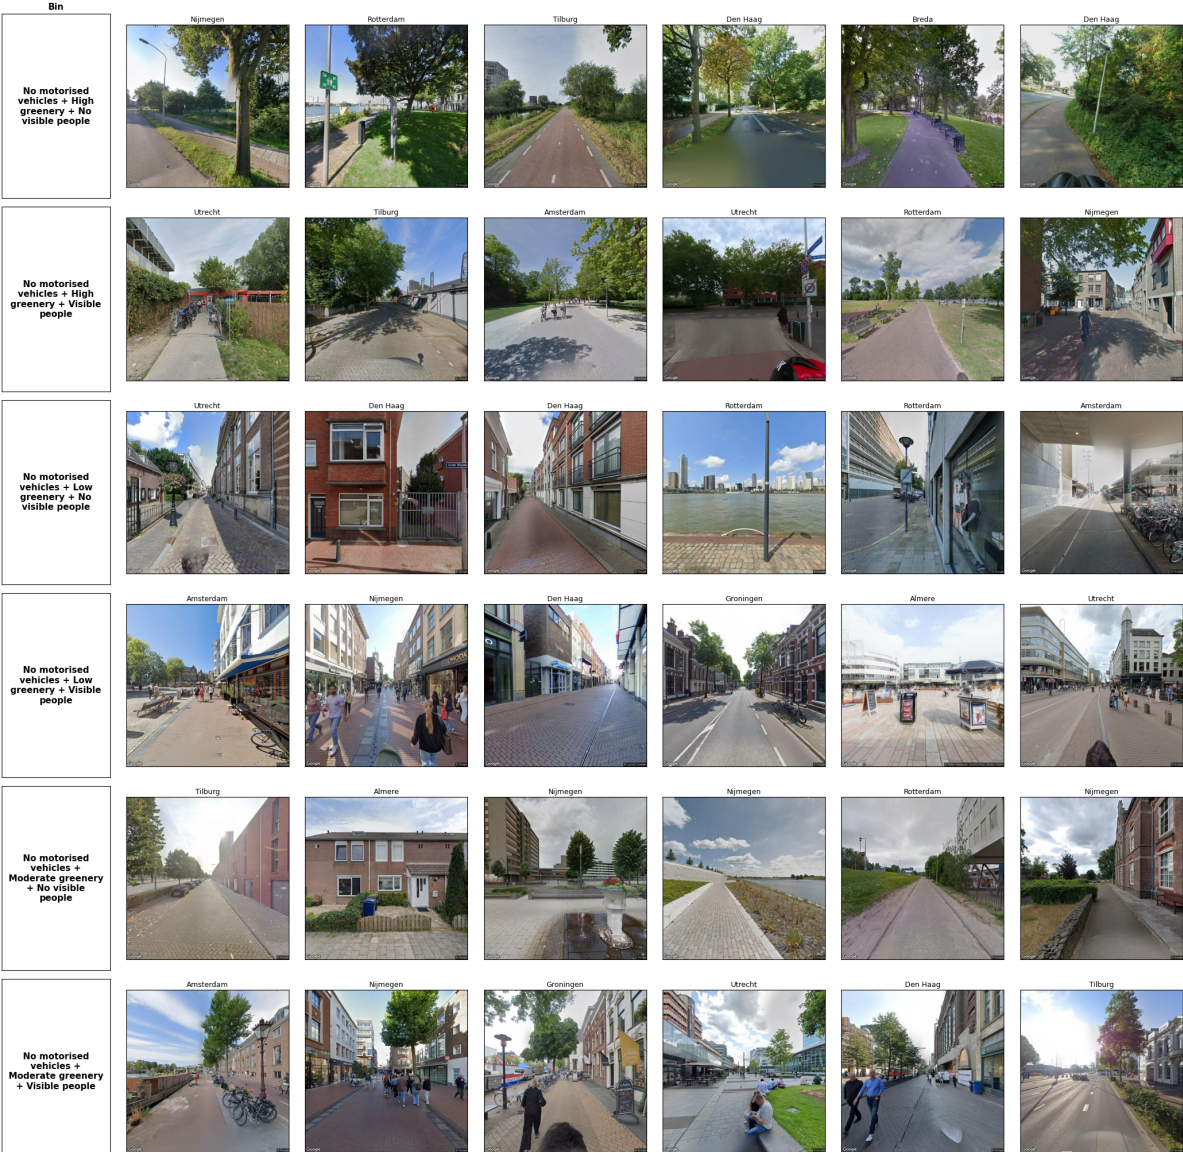 Bin
Nijmegen
Rotterdam
Tilburg
Den Haag
Breda
Den Haag
No motorised
vehicles + High
greenery + No
visible people
Utrecht
Tilburg
Amsterdam
Utrecht
Rotterdam
Nijmegen
No motorised
vehicles + High
greenery + Visible
people
Utrecht
Den Haag
Den Haag
Rotterdam
Rotterdam
Amsterdam
No motorised
vehicles + Low
greenery + No
visible people
Amsterdam
Nijmegen
Den Haag
Groningen
Almere
Utrecht
No motorised
vehicles + Low
greenery + Visible
people
Tilburg
Almere
Nijmegen
Nijmegen
Rotterdam
Nijmegen
No motorised
vehicles +
Moderate greenery
+ No visible
people
Amsterdam
Nijmegen
Groningen
Utrecht
Den Haag
Tilburg
No motorised
vehicles +
Moderate greenery
+ Visible people